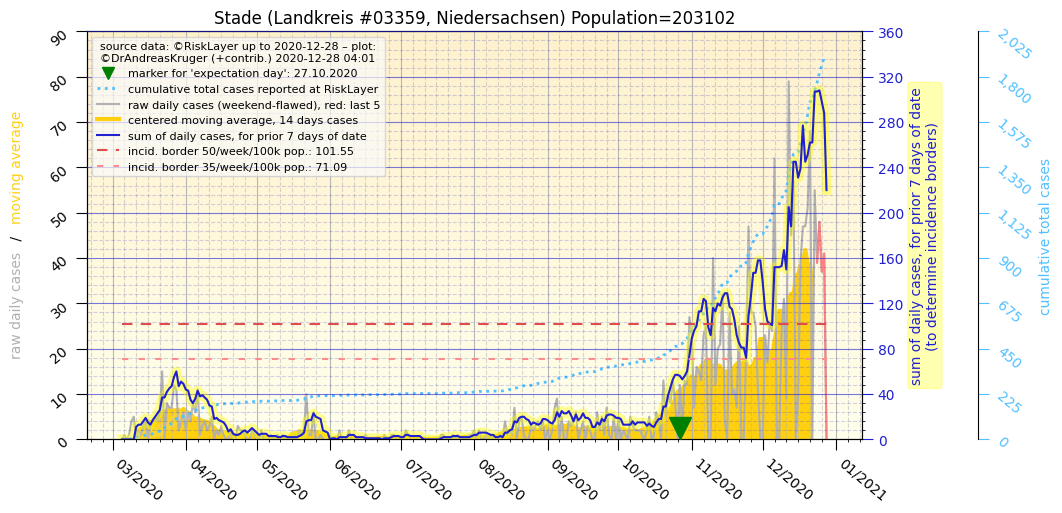 Stade (Landkreis #03359, Niedersachsen) Population=203102
source data: ©RiskLayer up to 2020-12-28 – plot:
©DrAndreasKruger (+contrib.) 2020-12-28 04:01
marker for 'expectation day': 27.10.2020
cumulative total cases reported at RiskLayer
raw daily cases (weekend-flawed), red: last 5
centered moving average, 14 days cases
sum of daily cases, for prior 7 days of date
incid. border 50/week/100k pop.: 101.55
incid. border 35/week/100k pop.: 71.09
raw daily cases / moving average
90
80
70
60
50
40
30
20
10
0
03/2020
04/2020
05/2020
06/2020
07/2020
08/2020
09/2020
10/2020
11/2020
12/2020
01/2021
360
320
280
240
200
160
120
80
40
0
sum of daily cases, for prior 7 days of date
(to determine incidence borders)
2,025
1,800
1,575
1,350
1,125
900
675
450
225
0
cumulative total cases